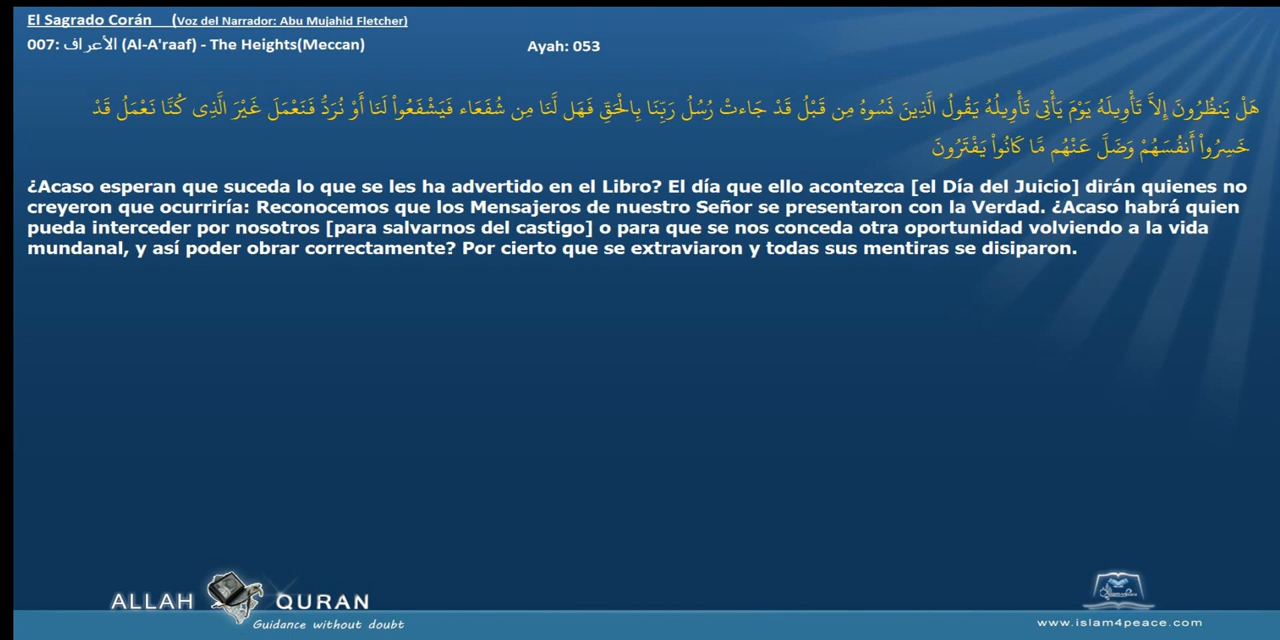 El Sagrado Corán (Voz del Narrador: Abu Mujahid Fletcher)
007: الأعراف (Al-A'raaf) - The Heights(Meccan) Ayah: 053
هَلْ يَنظُرُونَ إِلاَّ تَأْوِيلَهُ يَوْمَ يَأْتِى تَأْوِيلُهُ يَقُولُ الَّذِينَ نَسُوهُ مِن قَبْلُ قَدْ جَاءتْ رُسُلُ رَبِّنَا بِالْحَقِّ فَهَل لَّنَا مِن شُفَعَاء فَيَشْفَعُواْ لَنَا أَوْ نُرَدُّ فَنَعْمَلَ غَيْرَ الَّذِى كُنَّا نَعْمَلُ قَدْ
خَسِرُواْ أَنفُسَهُمْ وَضَلَّ عَنْهُم مَّا كَانُواْ يَفْتَرُونَ
¿Acaso esperan que suceda lo que se les ha advertido en el Libro? El día que ello acontezca [el Día del Juicio] dirán quienes no
creyeron que ocurriría: Reconocemos que los Mensajeros de nuestro Señor se presentaron con la Verdad. ¿Acaso habrá quien
pueda interceder por nosotros [para salvarnos del castigo] o para que se nos conceda otra oportunidad volviendo a la vida
mundanal, y así poder obrar correctamente? Por cierto que se extraviaron y todas sus mentiras se disiparon.
ALLAH QURAN
Guidance without doubt
www.islam4peace.com